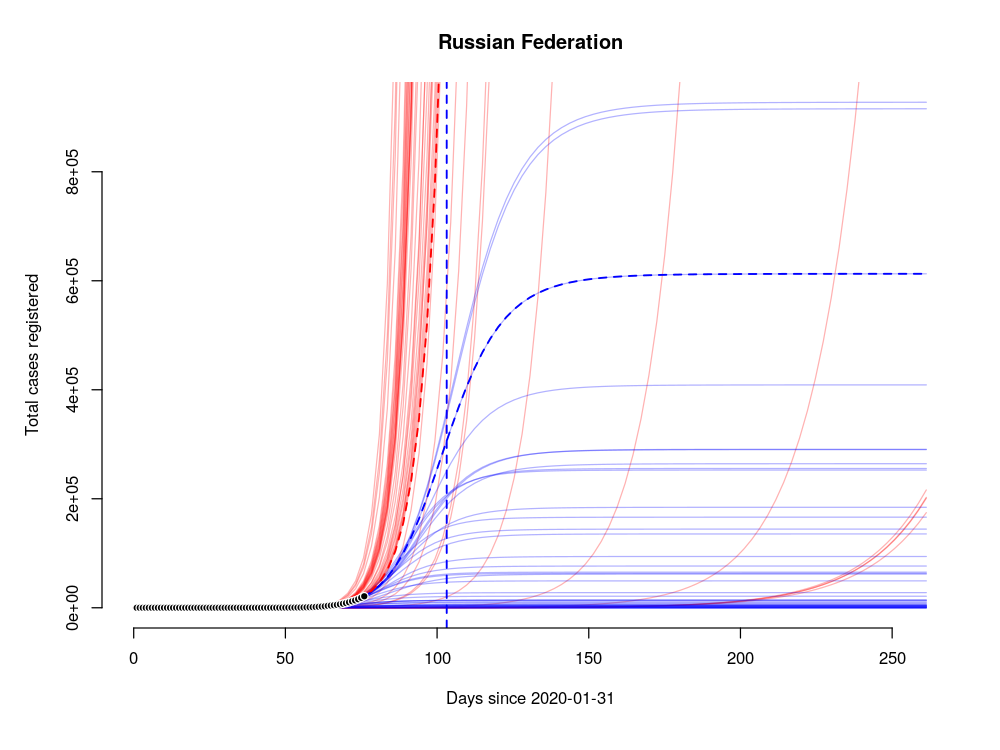 Russian Federation
Total cases registered
8e+05
6e+05
4e+05
2e+05
0e+00
0 50 100 150 200 250
Days since 2020-01-31